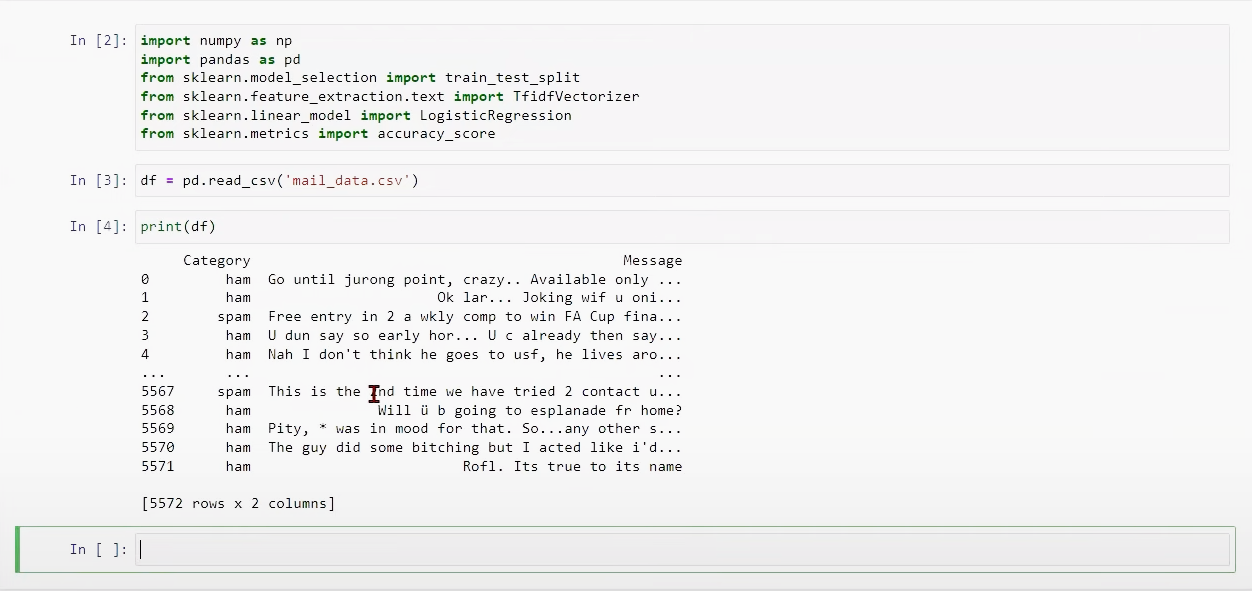 In [2]: import numpy as np
import pandas as pd
from sklearn.model_selection import train_test_split
from sklearn.feature_extraction.text import TfidfVectorizer
from sklearn.linear_model import LogisticRegression
from sklearn.metrics import accuracy_score
In [3]: df = pd.read_csv('mail_data.csv')
In [4]: print(df)
Category Message
0 ham Go until jurong point, crazy.. Available only ...
1 ham Ok lar... Joking wif u oni...
2 spam Free entry in 2 a wkly comp to win FA Cup fina...
3 ham U dun say so early hor... U c already then say...
4 ham Nah I don't think he goes to usf, he lives aro...
... ... ...
5567 spam This is the 2nd time we have tried 2 contact u...
5568 ham Will ü b going to esplanade fr home?
5569 ham Pity, * was in mood for that. So...any other s...
5570 ham The guy did some bitching but I acted like i'd...
5571 ham Rofl. Its true to its name
[5572 rows x 2 columns]
In [ ]: